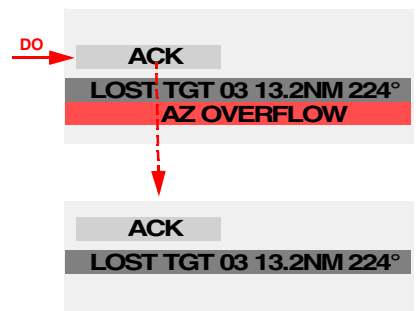 DO
ACK
LOST TGT 03 13.2NM 224°
AZ OVERFLOW
ACK
LOST TGT 03 13.2NM 224°